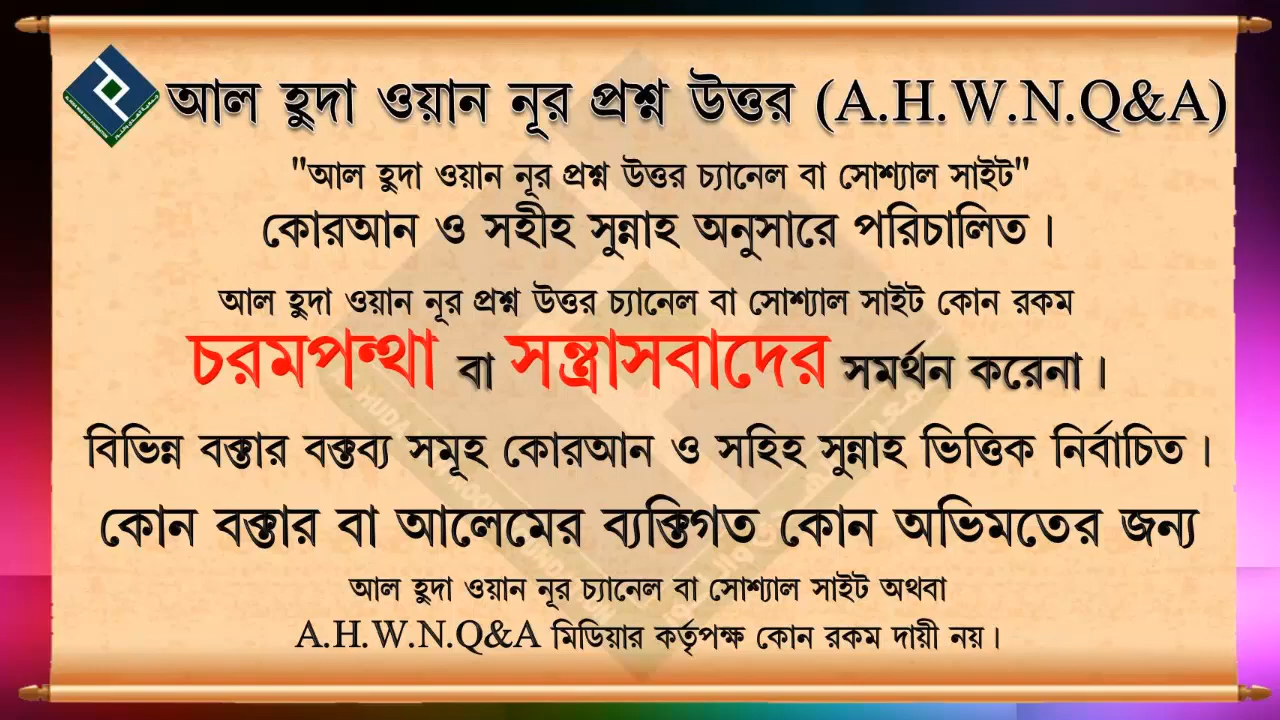 আল হুদা ওয়ান নূর প্রশ্ন উত্তর (A.H.W.N.Q&A)
"আল হুদা ওয়ান নূর প্রশ্ন উত্তর চ্যানেল বা সোশ্যাল সাইট"
কোরআন ও সহীহ সুন্নাহ অনুসারে পরিচালিত।
আল হুদা ওয়ান নূর প্রশ্ন উত্তর চ্যানেল বা সোশ্যাল সাইট কোন রকম
চরমপন্থা বা সন্ত্রাসবাদের সমর্থন করেনা।
বিভিন্ন বক্তার বক্তব্য সমূহ কোরআন ও সহিহ সুন্নাহ ভিত্তিক নির্বাচিত।
কোন বক্তার বা আলেমের ব্যক্তিগত কোন অভিমতের জন্য
আল হুদা ওয়ান নূর চ্যানেল বা সোশ্যাল সাইট অথবা
A.H.W.N.Q&A মিডিয়ার কর্তৃপক্ষ কোন রকম দায়ী নয়।